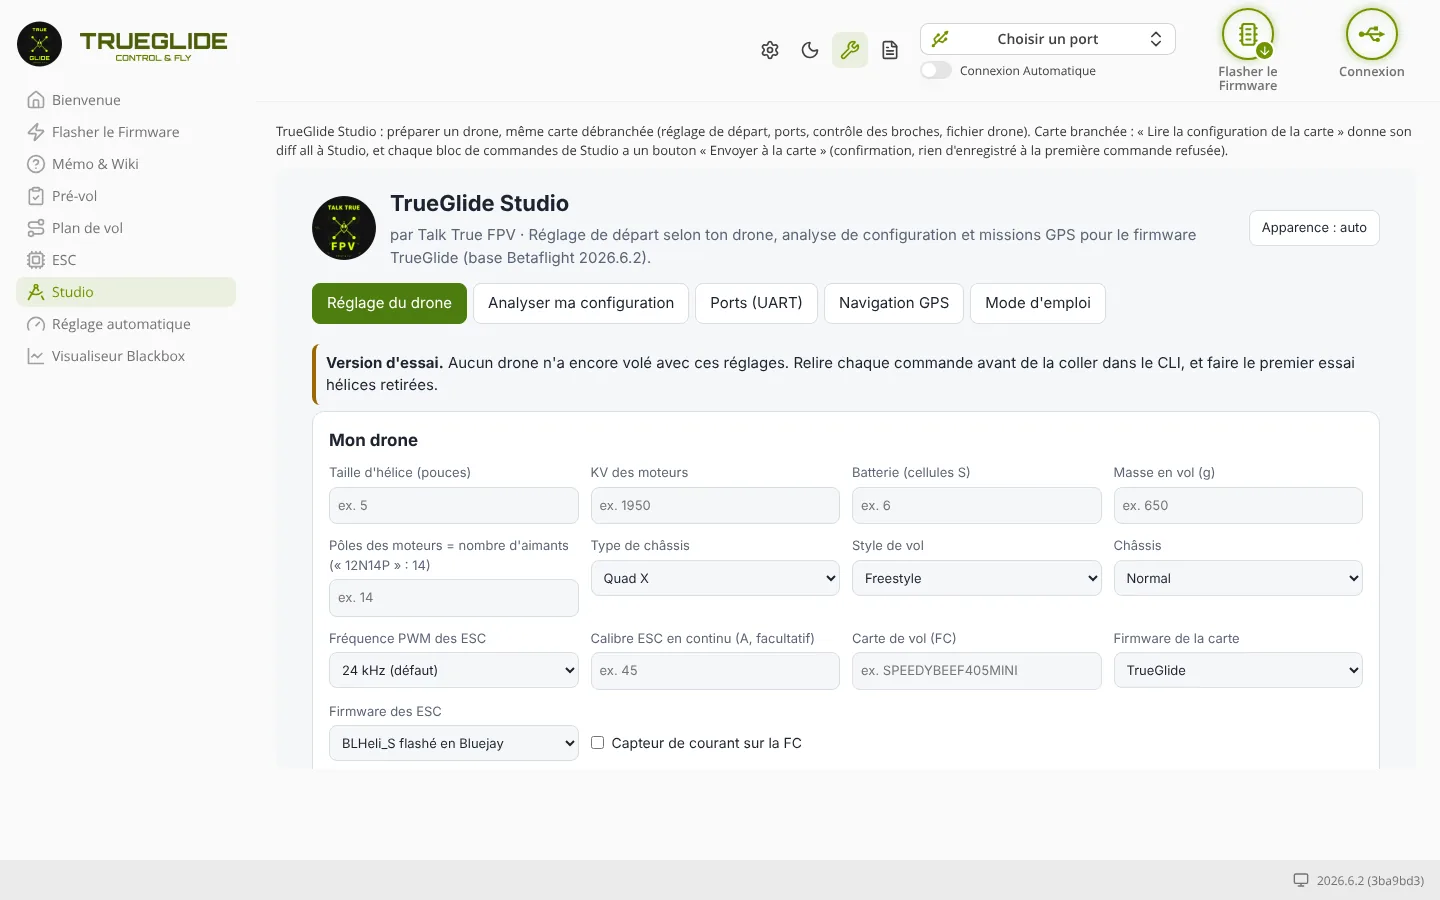 TRUE
GLIDE
TRUEGLIDE
CONTROL & FLY
Choisir un port
Connexion Automatique
Flasher le
Firmware
Connexion
Bienvenue
Flasher le Firmware
Mémo & Wiki
Pré-vol
Plan de vol
ESC
Studio
Réglage automatique
Visualiseur Blackbox
TrueGlide Studio : préparer un drone, même carte débranchée (réglage de départ, ports, contrôle des broches, fichier drone). Carte branchée : « Lire la configuration de la carte » donne son
diff all à Studio, et chaque bloc de commandes de Studio a un bouton « Envoyer à la carte » (confirmation, rien d'enregistré à la première commande refusée).
TALK TRUE
FPV
TrueGlide Studio
par Talk True FPV · Réglage de départ selon ton drone, analyse de configuration et missions GPS pour le firmware
TrueGlide (base Betaflight 2026.6.2).
Apparence : auto
Réglage du drone
Analyser ma configuration
Ports (UART)
Navigation GPS
Mode d'emploi
Version d'essai. Aucun drone n'a encore volé avec ces réglages. Relire chaque commande avant de la coller dans le CLI, et faire le premier essai
hélices retirées.
Mon drone
Taille d'hélice (pouces)
KV des moteurs
Batterie (cellules S)
Masse en vol (g)
ex. 5
ex. 1950
ex. 6
ex. 650
Pôles des moteurs = nombre d'aimants
(« 12N14P » : 14)
Type de châssis
Style de vol
Châssis
ex. 14
Quad X
Freestyle
Normal
Fréquence PWM des ESC
Calibre ESC en continu (A, facultatif)
Carte de vol (FC)
Firmware de la carte
24 kHz (défaut)
ex. 45
ex. SPEEDYBEEF405MINI
TrueGlide
Firmware des ESC
BLHeli_S flashé en Bluejay
Capteur de courant sur la FC
2026.6.2 (3ba9bd3)